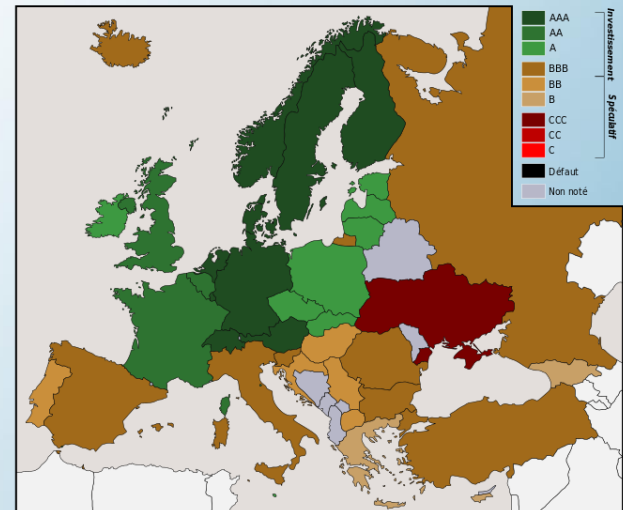 AAA
AA
A
BBB
BB
B
CCC
CC
C
Défaut
Non noté
Investissement
Spéculatif